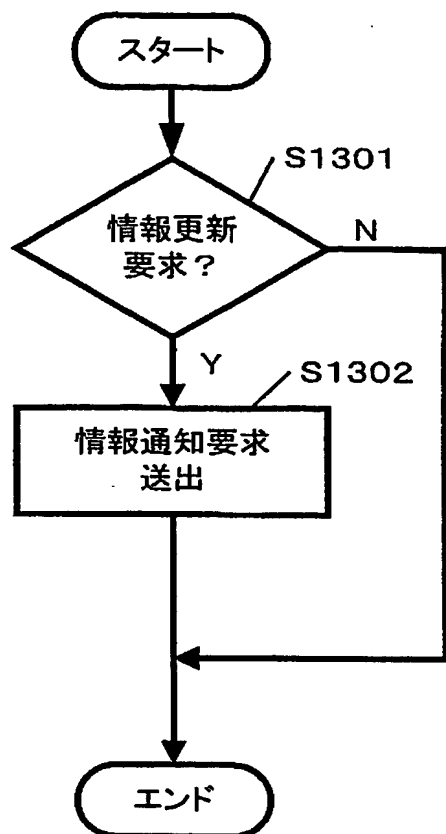 スタート
S1301
情報更新
要求？
N
Y
S1302
情報通知要求
送出
エンド